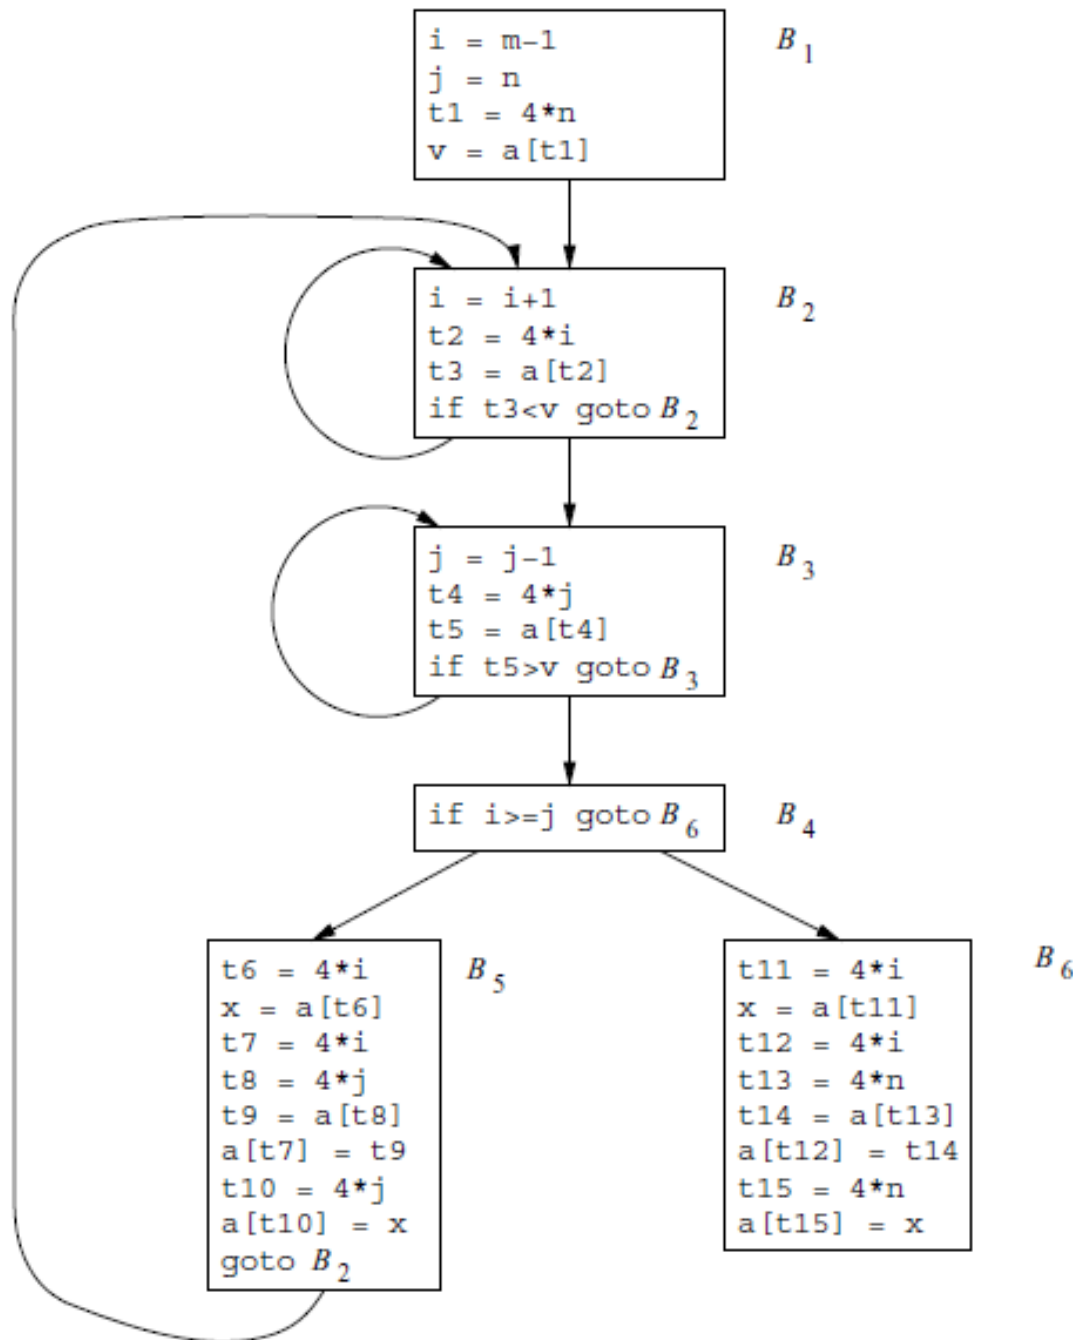 i = m-1
j = n
t1 = 4*n
v = a[t1]
B1
i = i+1
t2 = 4*i
t3 = a[t2]
if t3<v goto B2
B2
j = j-1
t4 = 4*j
t5 = a[t4]
if t5>v goto B3
B3
if i>=j goto B6
B4
t6 = 4*i
x = a[t6]
t7 = 4*i
t8 = 4*j
t9 = a[t8]
a[t7] = t9
t10 = 4*j
a[t10] = x
goto B2
B5
t11 = 4*i
x = a[t11]
t12 = 4*i
t13 = 4*n
t14 = a[t13]
a[t12] = t14
t15 = 4*n
a[t15] = x
B6